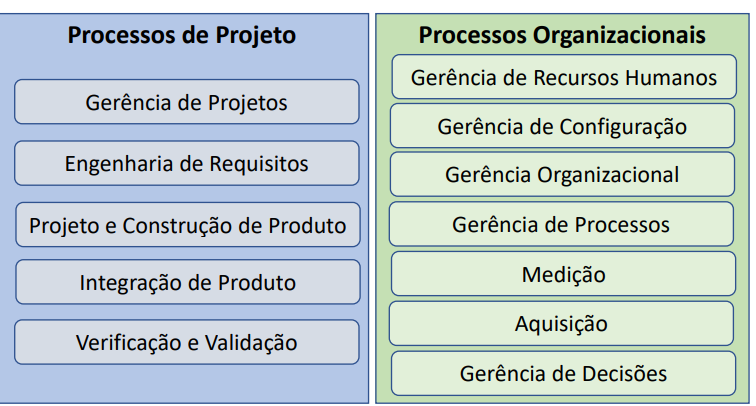 Processos de Projeto
Gerência de Projetos
Engenharia de Requisitos
Projeto e Construção de Produto
Integração de Produto
Verificação e Validação
Processos Organizacionais
Gerência de Recursos Humanos
Gerência de Configuração
Gerência Organizacional
Gerência de Processos
Medição
Aquisição
Gerência de Decisões